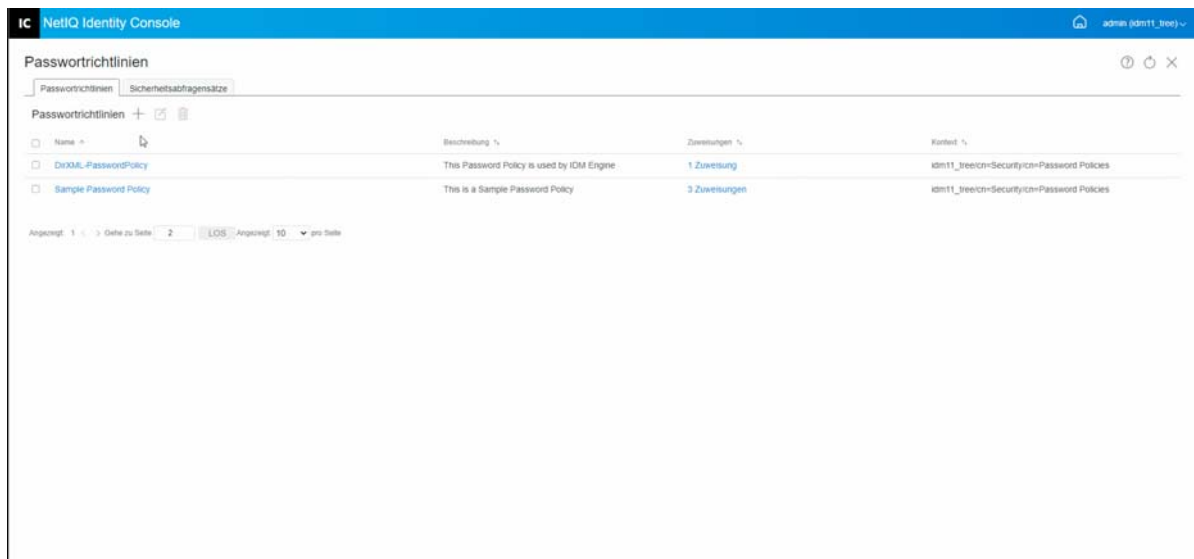 IC NetIQ Identity Console admin (idm11_tree)
Passwortrichtlinien
Passwortrichtlinien Sicherheitsabfragensätze
Passwortrichtlinien
Name Beschreibung Zuweisungen Kontext
DirXML-PasswordPolicy This Password Policy is used by IDM Engine 1 Zuweisung idm11_tree/cn=Security/cn=Password Policies
Sample Password Policy This is a Sample Password Policy 3 Zuweisungen idm11_tree/cn=Security/cn=Password Policies
Angezeigt: 1 Gehe zu Seite 2 LOS Angezeigt 10 pro Seite